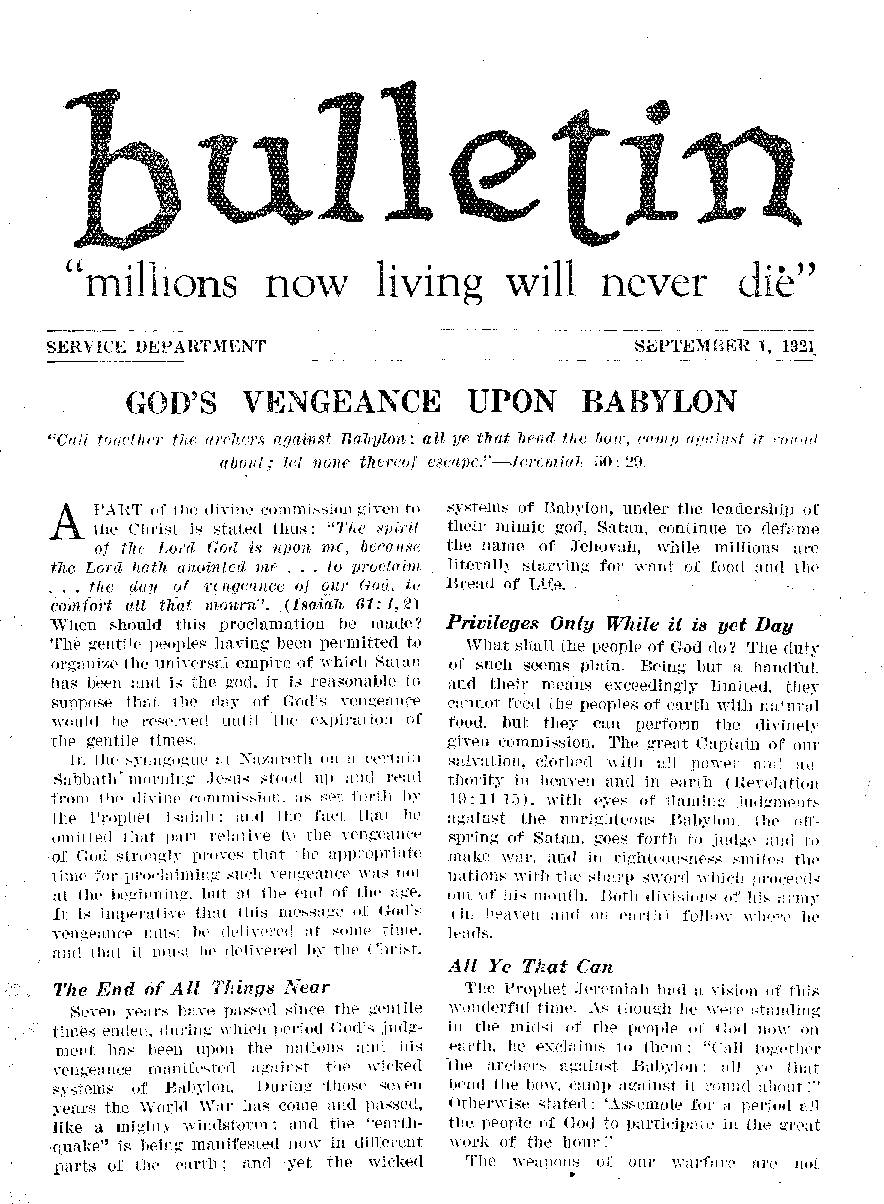 bulletin
"millions now living will never die"
SERVICE DEPARTMENT SEPTEMBER 1, 1921
GOD'S VENGEANCE UPON BABYLON
"Call together the archers against Babylon: all ye that bend the bow, camp against it round
about; let none thereof escape."—Jeremiah 50:29.
A PART of the divine commission given to
the Christ is stated thus: "The spirit
of the Lord God is upon me, because
the Lord hath anointed me . . . to proclaim
. . . the day of vengeance of our God, to
comfort all that mourn". (Isaiah 61:1,2)
When should this proclamation be made?
The gentile peoples having been permitted to
organize the universal empire of which Satan
has been and is the god, it is reasonable to
suppose that the day of God's vengeance
would be reserved until the expiration of
the gentile times.
In the synagogue at Nazareth on a certain
Sabbath morning Jesus stood up and read
from the divine commission, as set forth by
the Prophet Isaiah; and the fact that he
omitted that part relative to the vengeance
of God strongly proves that the appropriate
time for proclaiming such vengeance was not
at the beginning, but at the end of the age.
It is imperative that this message of God's
vengeance must be delivered at some time,
and that it must be delivered by the Christ.
The End of All Things Near
Seven years have passed since the gentile
times ended, during which period God's judg-
ment has been upon the nations and his
vengeance manifested against the wicked
systems of Babylon. During those seven
years the World War has come and passed,
like a mighty windstorm; and the "earth-
quake" is being manifested now in different
parts of the earth; and yet the wicked
systems of Babylon, under the leadership of
their mimic god, Satan, continue to defame
the name of Jehovah, while millions are
literally starving for want of food and the
Bread of Life.
Privileges Only While it is yet Day
What shall the people of God do? The duty
of such seems plain. Being but a handful,
and their means exceedingly limited, they
cannot feed the peoples of earth with natural
food, but they can perform the divinely
given commission. The great Captain of our
salvation, clothed with all power and au-
thority in heaven and in earth (Revelation
19:11-15), with eyes of flaming judgments
against the unrighteous Babylon, the off-
spring of Satan, goes forth to judge and to
make war, and in righteousness smites the
nations with the sharp sword which proceeds
out of his mouth. Both divisions of his army
(in heaven and on earth) follow where he
leads.
All Ye That Can
The Prophet Jeremiah had a vision of this
wonderful time. As though he were standing
in the midst of the people of God now on
earth, he exclaims to them: "Call together
the archers against Babylon: all ye that
bend the bow, camp against it round about!"
Otherwise stated: 'Assemble for a period all
the people of God to participate in the great
work of the hour!'
The weapons of our warfare are not